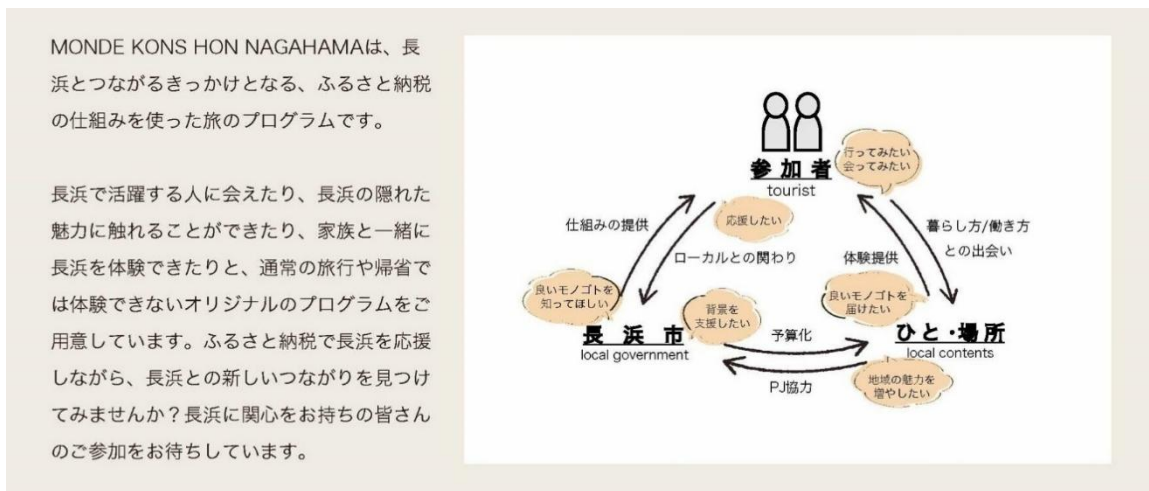 MONDE KONS HON NAGAHAMAは、長
浜とつながるきっかけとなる、ふるさと納税
の仕組みを使った旅のプログラムです。
長浜で活躍する人に会えたり、長浜の隠れた
魅力に触れることができたり、家族と一緒に
長浜を体験できたりと、通常の旅行や帰省で
は体験できないオリジナルのプログラムをご
用意しています。ふるさと納税で長浜を応援
しながら、長浜との新しいつながりを見つけ
てみませんか？長浜に関心をお持ちの皆さん
のご参加をお待ちしています。
参加者
tourist
行ってみたい
会ってみたい
仕組みの提供
応援したい
ローカルとの関わり
体験提供
暮らし方/働き方
との出会い
良いモノゴトを
知ってほしい
背景を
支援したい
良いモノゴトを
届けたい
長浜市
local government
予算化
ひと・場所
local contents
PJ協力
地域の魅力を
増やしたい